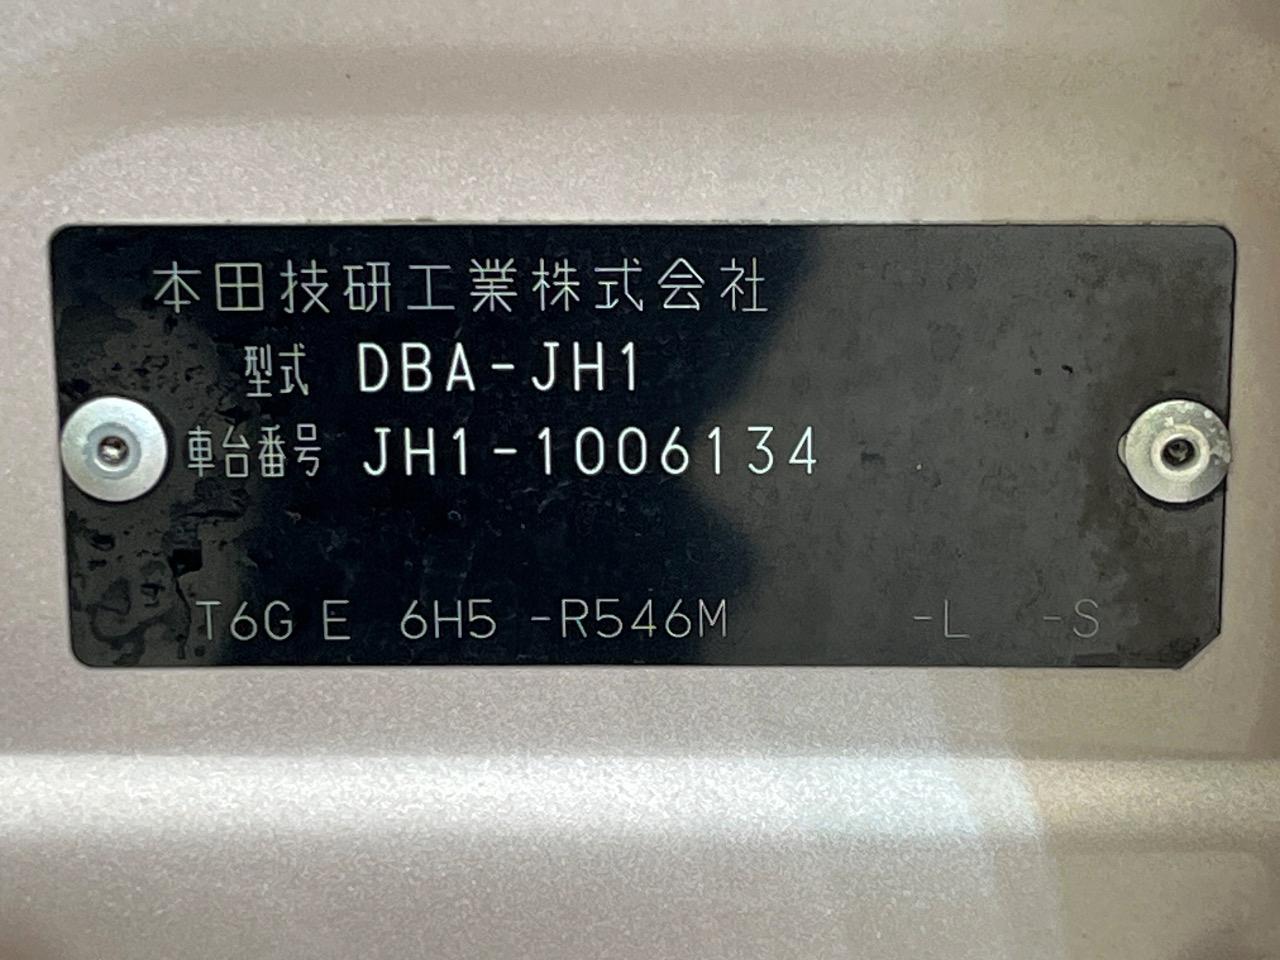 本田技研工業株式会社
型式 DBA-JH1
車台番号 JH1-1006134
T6G E 6H5 -R546M -L -S